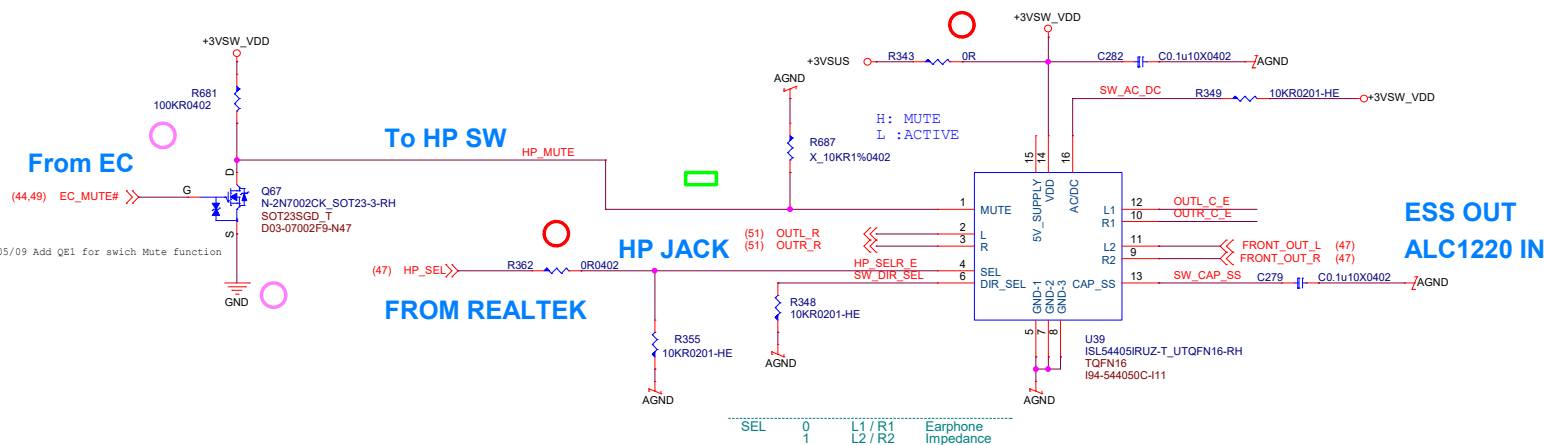 +3VSW_VDD
+3VSW_VDD
+3VSUS
R343
0R
C282
C0.1u10X0402
AGND
AGND
R681
100KR0402
SW_AC_DC
R349
10KR0201-HE
+3VSW_VDD
H: MUTE
L :ACTIVE
From EC
To HP SW
HP_MUTE
R687
X_10KR1%0402
15
14
16
(44,49) EC_MUTE#
G
D
S
Q67
N-2N7002CK_SOT23-3-RH
SOT23SGD_T
D03-07002F9-N47
05/09 Add QE1 for swich Mute function
GND
1
MUTE
5V_SUPPLY
VDD
AC/DC
L1
12
OUTL_C_E
R1
10
OUTR_C_E
ESS OUT
ALC1220 IN
(51) OUTL_R
2
L
(51) OUTR_R
3
R
L2
11
FRONT_OUT_L (47)
R2
9
FRONT_OUT_R (47)
HP JACK
(47) HP_SEL
R362
0R0402
HP_SELR_E
4
SEL
SW_DIR_SEL
6
DIR_SEL
CAP_SS
13
SW_CAP_SS
C279
C0.1u10X0402
AGND
FROM REALTEK
R348
10KR0201-HE
GND-1
GND-2
GND-3
5
7
8
R355
10KR0201-HE
AGND
U39
ISL54405IRUZ-T_UTQFN16-RH
TQFN16
I94-544050C-I11
AGND
AGND
SEL 0 L1 / R1 Earphone
1 L2 / R2 Impedance